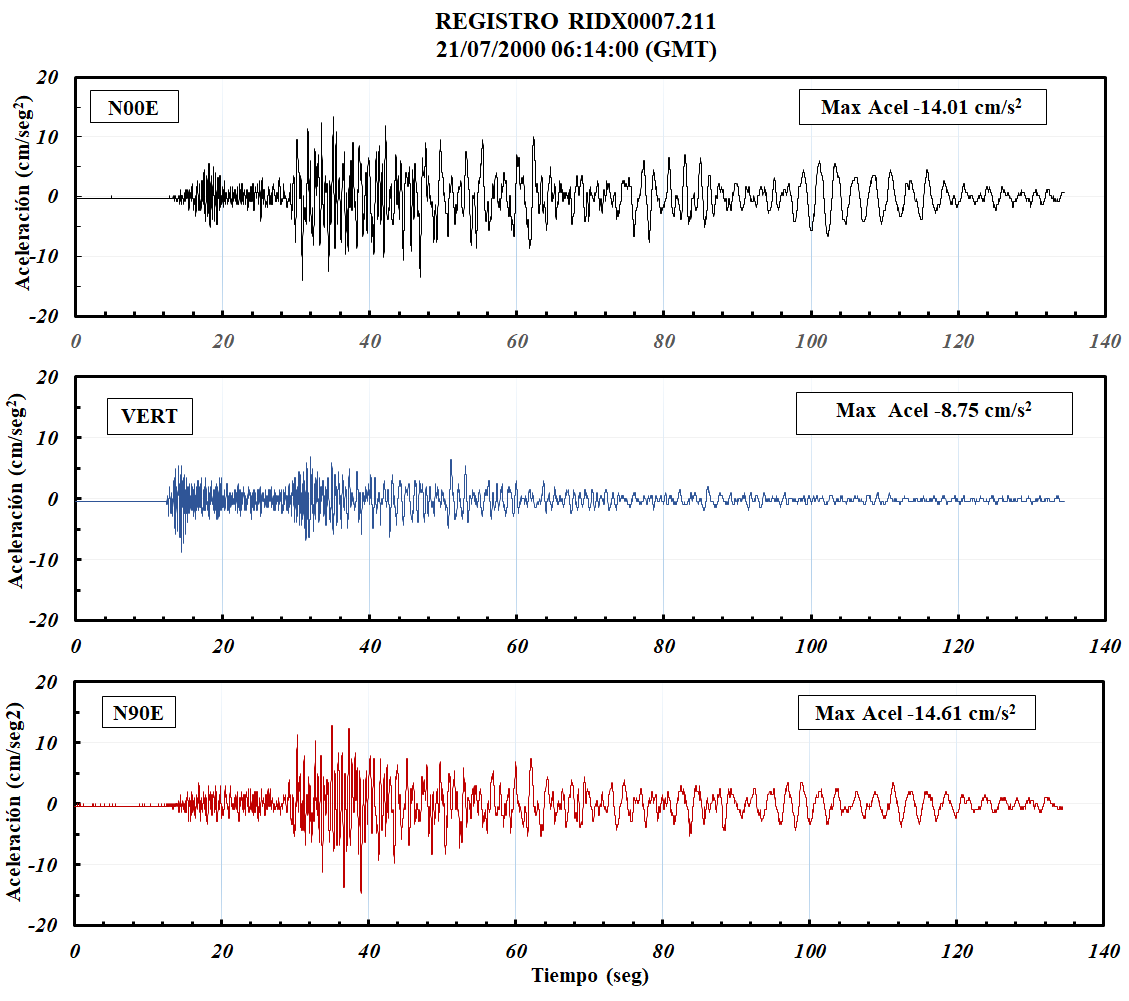 REGISTRO RIDX0007.211
21/07/2000 06:14:00 (GMT)
Aceleración (cm/seg²)
20
10
0
-10
-20
N00E
Max Acel -14.01 cm/s²
0 20 40 60 80 100 120 140
Aceleración (cm/seg²)
20
10
0
-10
-20
VERT
Max Acel -8.75 cm/s²
0 20 40 60 80 100 120 140
Aceleración (cm/seg2)
20
10
0
-10
-20
N90E
Max Acel -14.61 cm/s²
0 20 40 60 80 100 120 140
Tiempo (seg)